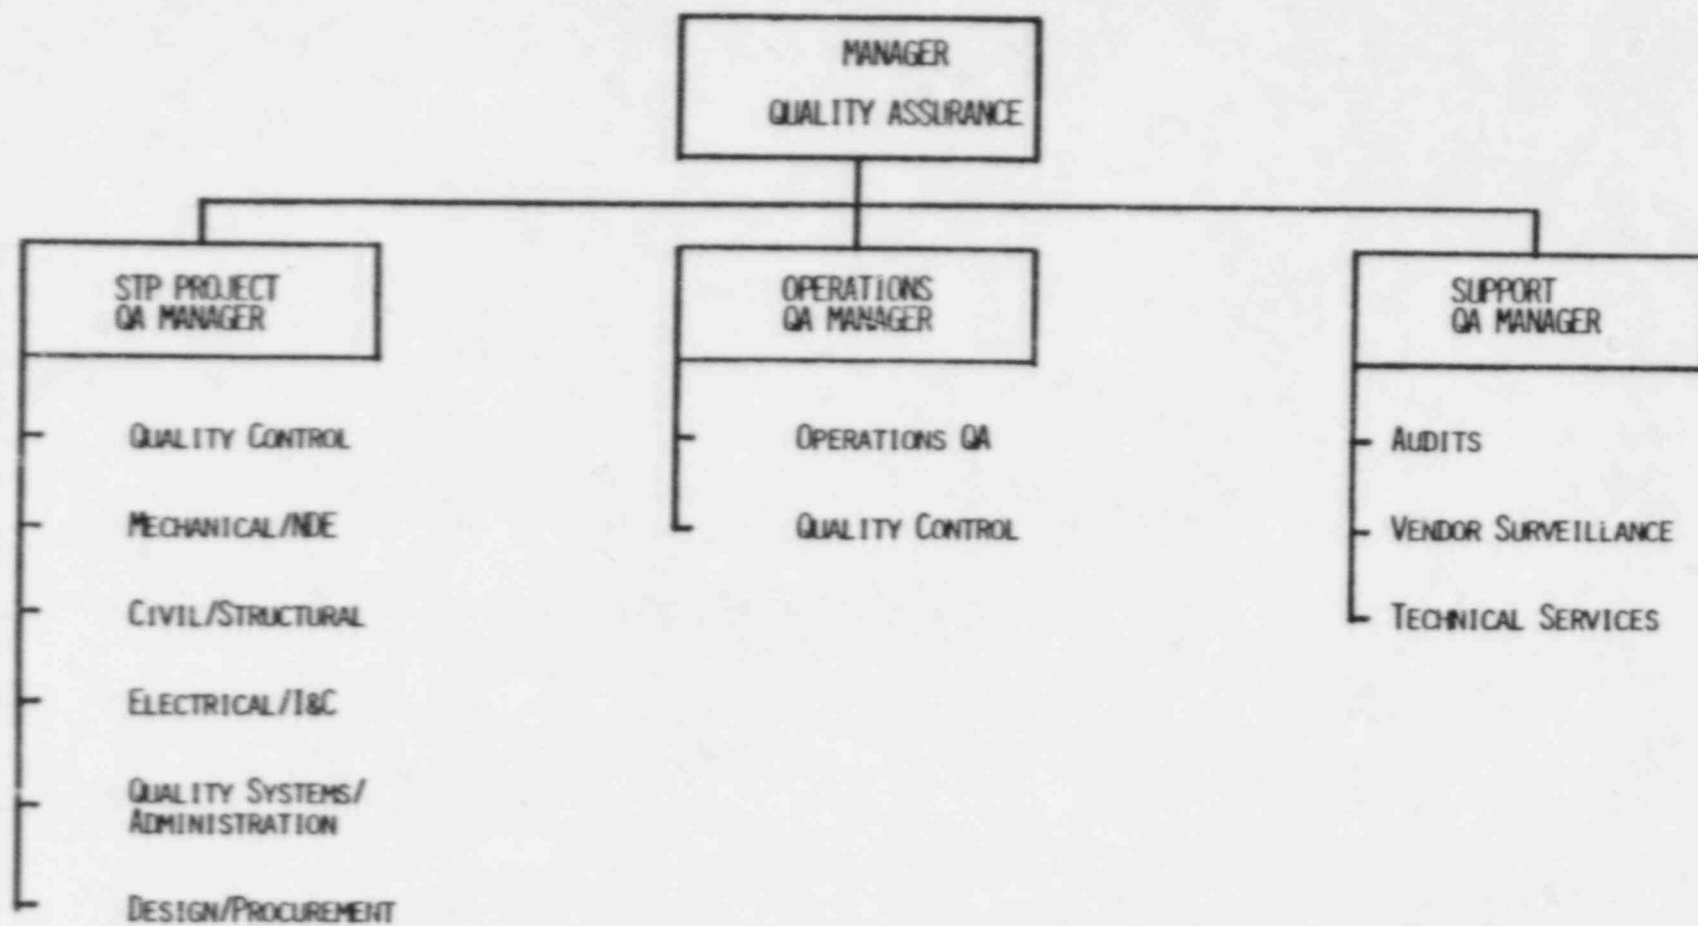 MANAGER
QUALITY ASSURANCE
STP PROJECT
QA MANAGER
QUALITY CONTROL
MECHANICAL/NDE
CIVIL/STRUCTURAL
ELECTRICAL/I&C
QUALITY SYSTEMS/
ADMINISTRATION
DESIGN/PROCUREMENT
OPERATIONS
QA MANAGER
OPERATIONS QA
QUALITY CONTROL
SUPPORT
QA MANAGER
AUDITS
VENDOR SURVEILLANCE
TECHNICAL SERVICES